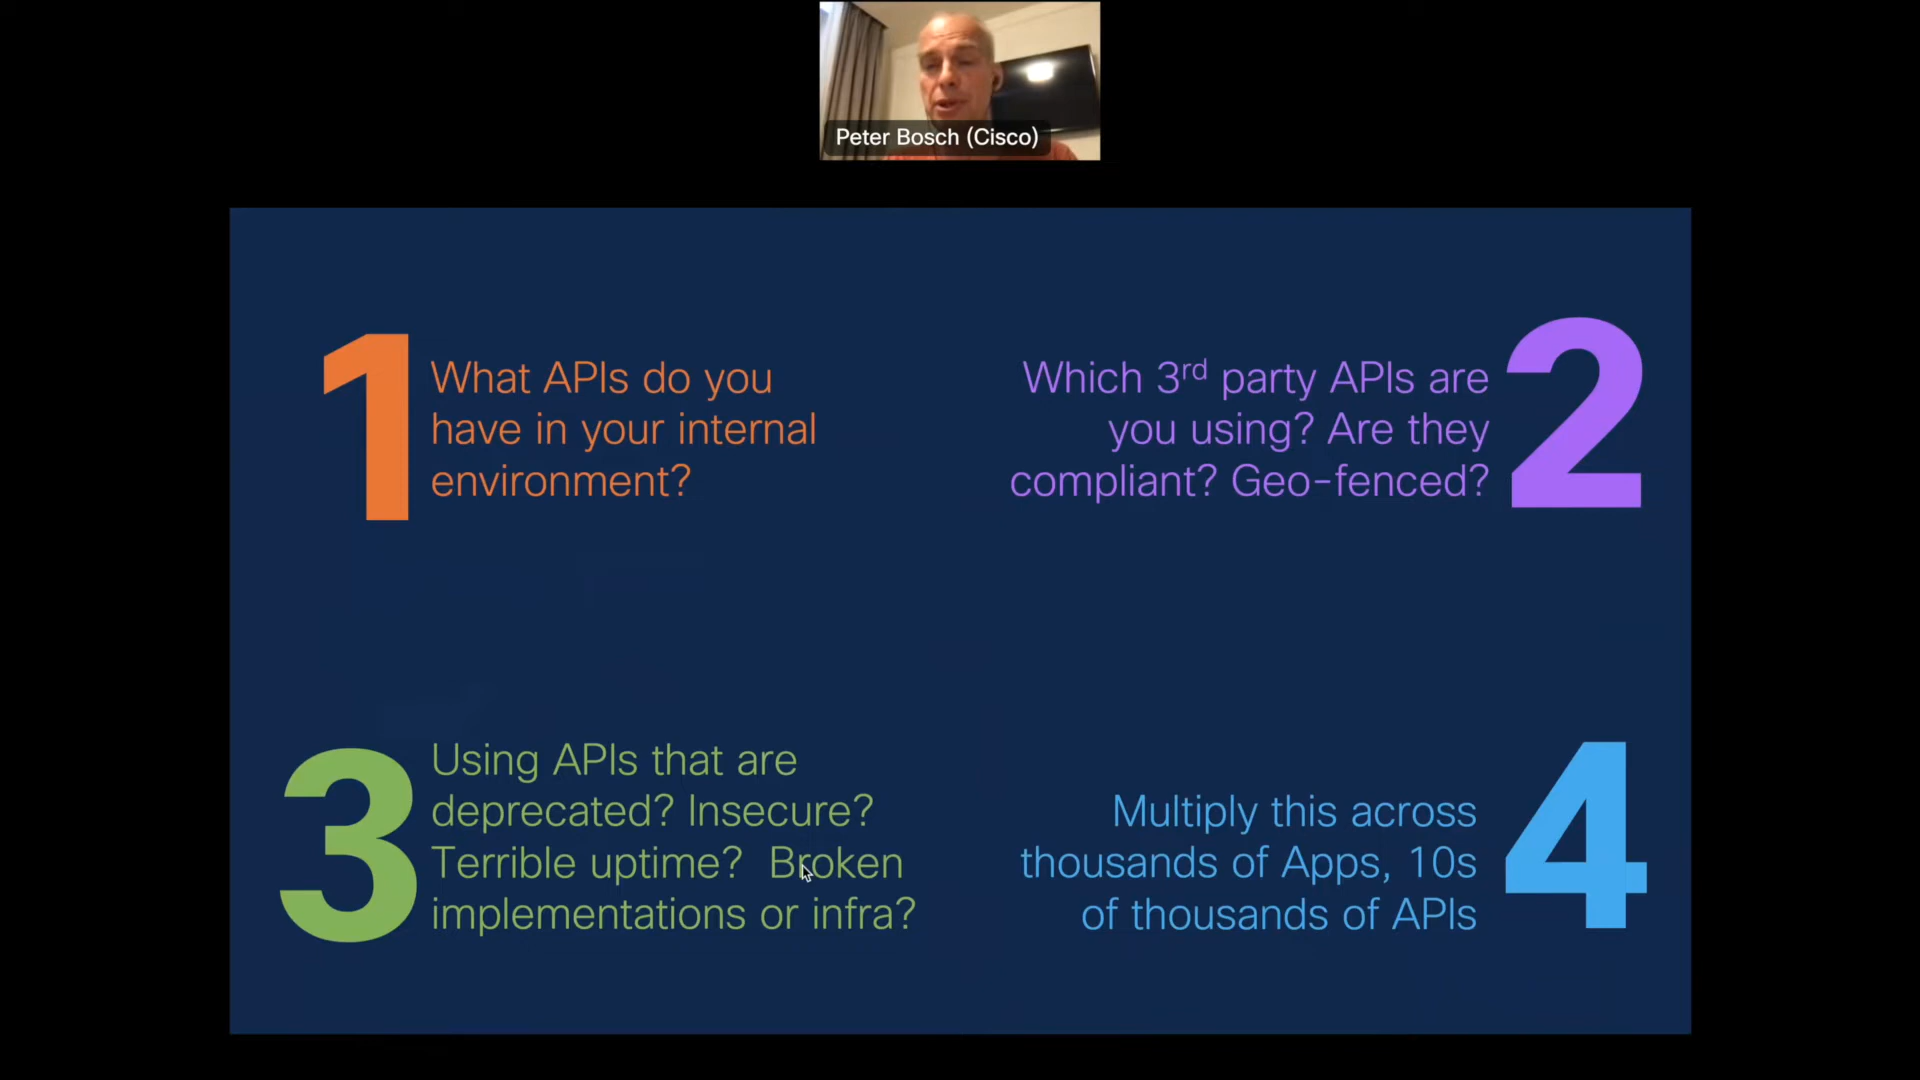 Peter Bosch (Cisco)
1
What APIs do you
have in your internal
environment?
Which 3rd party APIs are
you using? Are they
compliant? Geo-fenced?
2
3
Using APIs that are
deprecated? Insecure?
Terrible uptime?  Broken
implementations or infra?
Multiply this across
thousands of Apps, 10s
of thousands of APIs
4